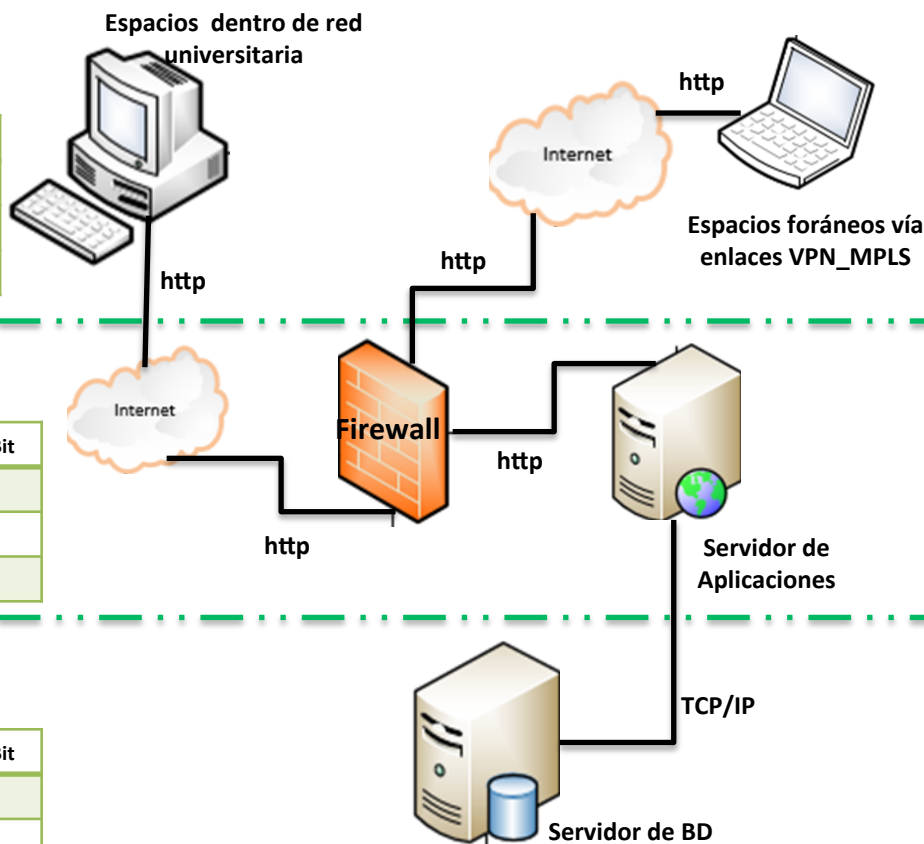 Espacios dentro de red
universitaria
http
Internet
Espacios foráneos vía
enlaces VPN_MPLS
http
http
Internet
Firewall
http
http
Servidor de
Aplicaciones
TCP/IP
Servidor de BD